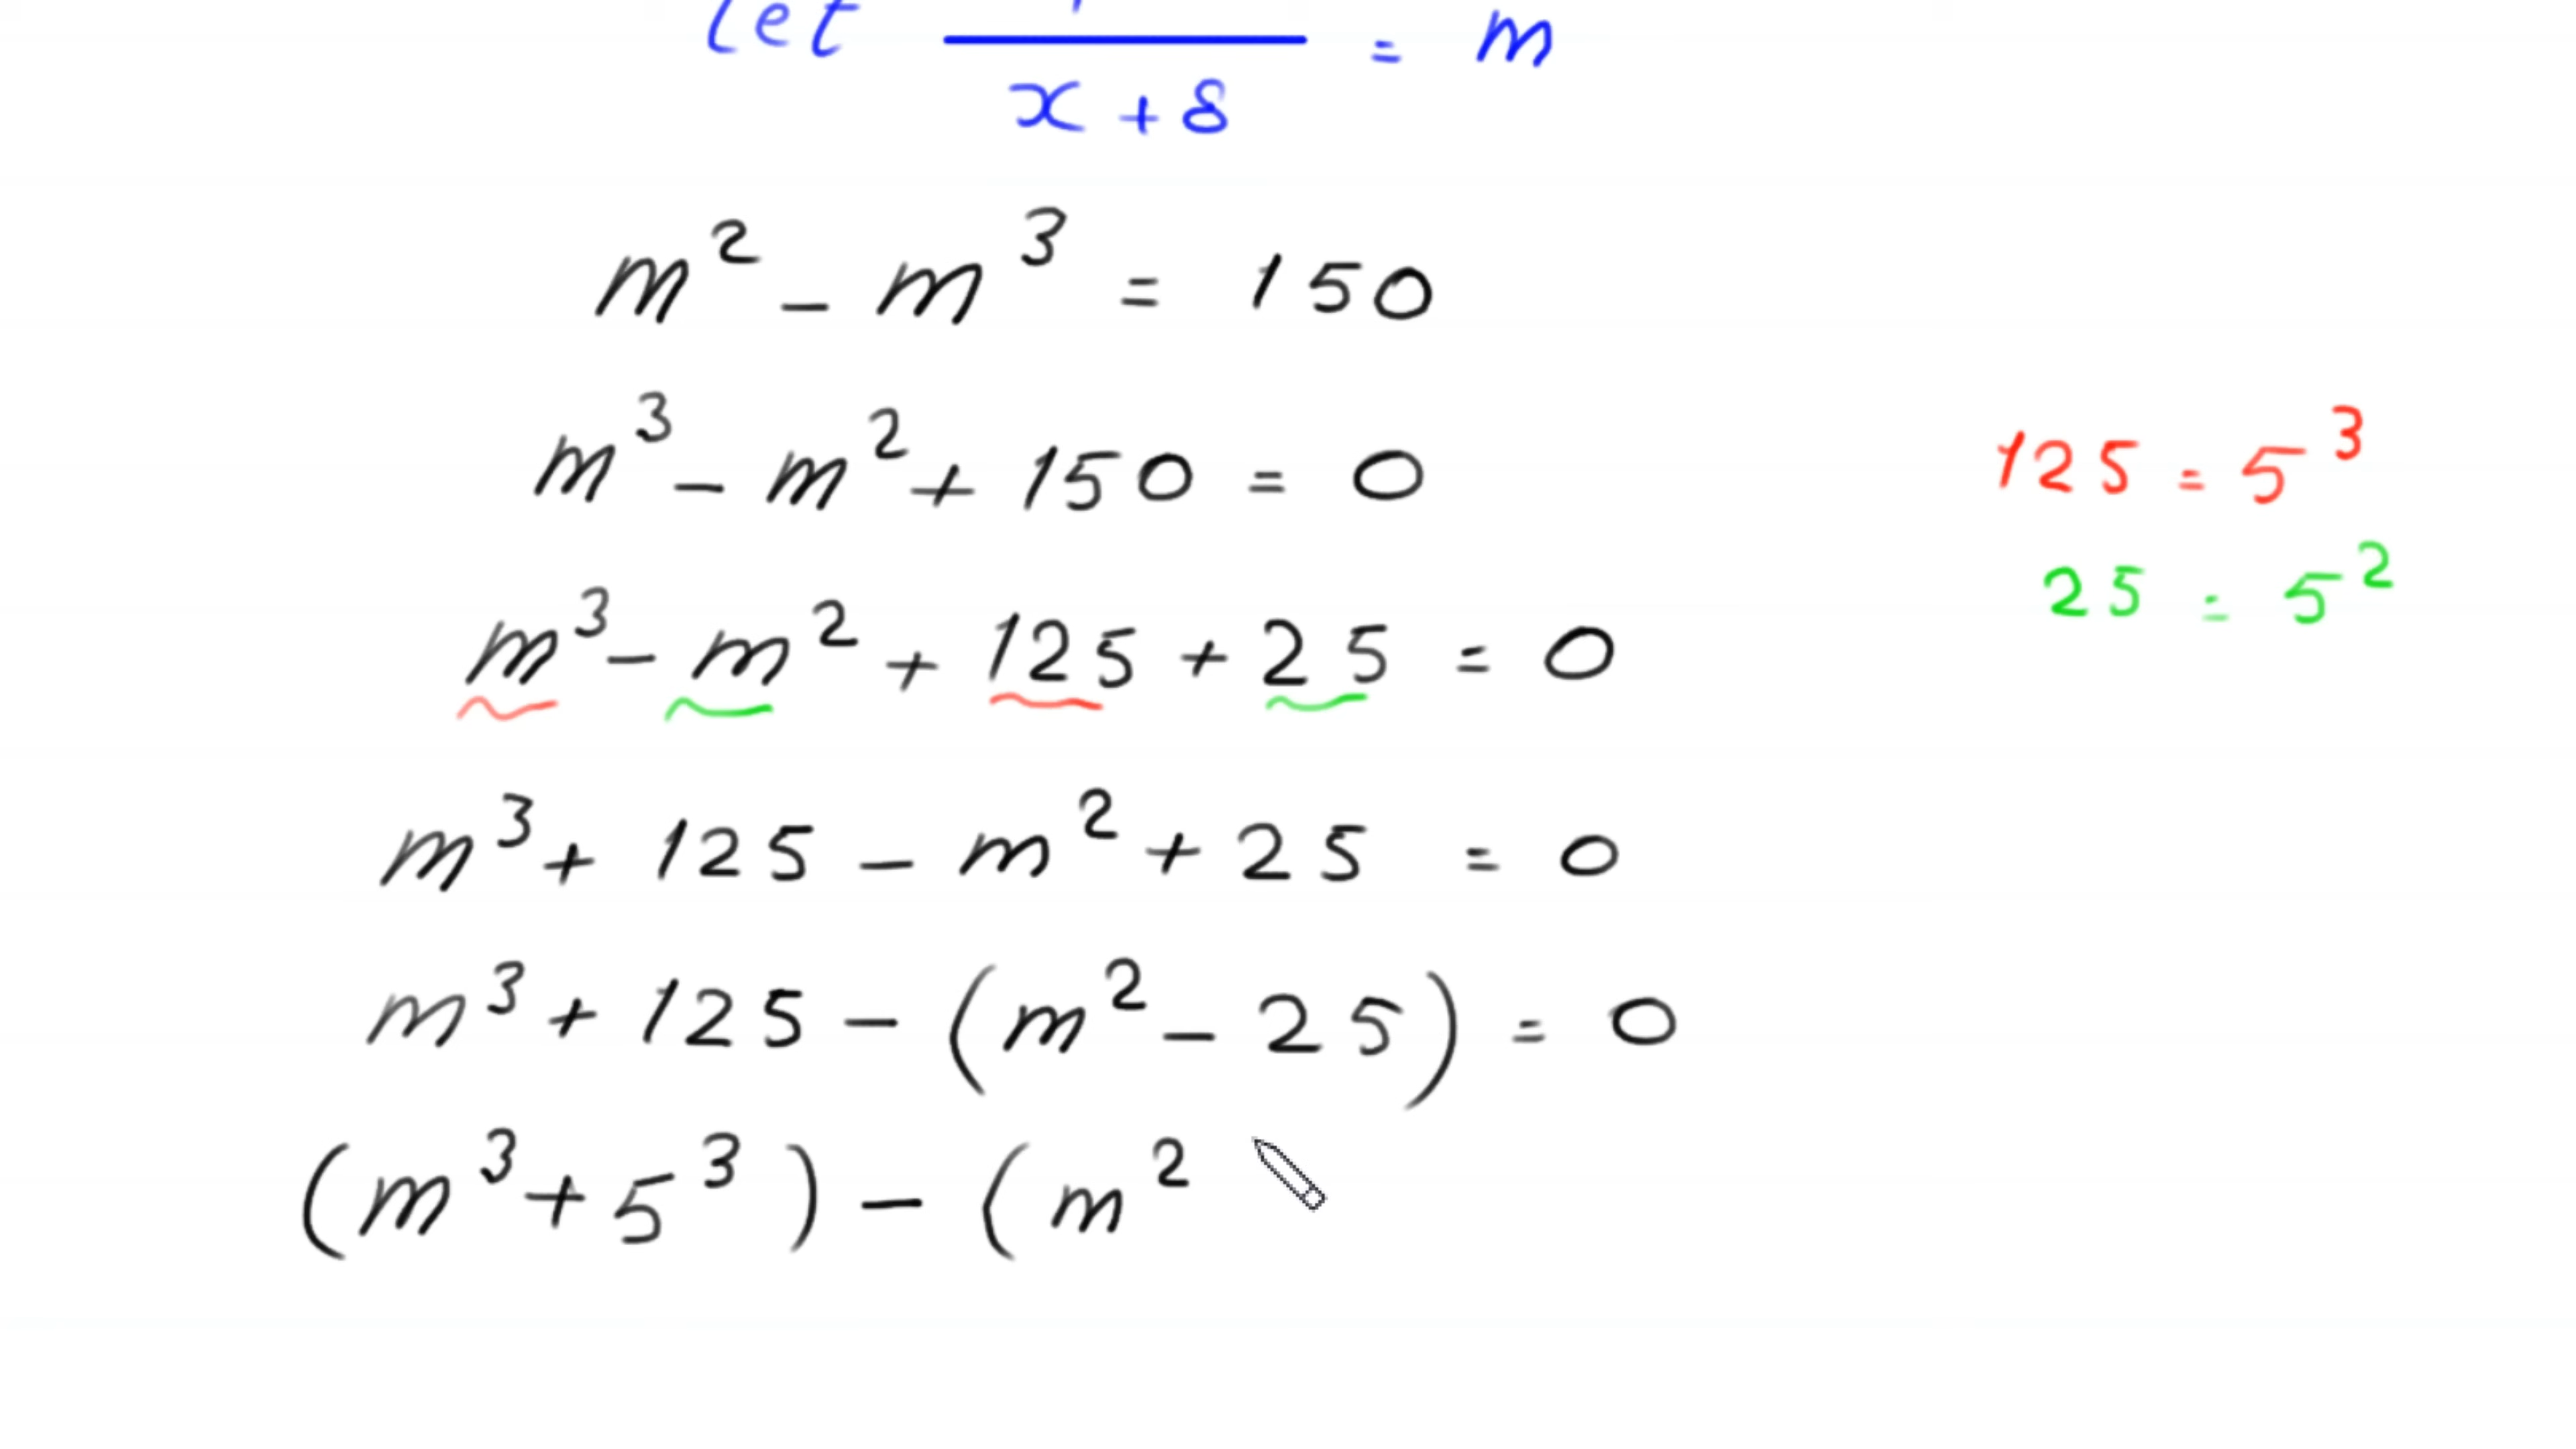 let /x+8 = m
m² - m³ = 150
m³ - m² + 150 = 0
125 = 5³
m³ - m² + 125 + 25 = 0
25 = 5²
m³ + 125 - m² + 25 = 0
m³ + 125 - (m² - 25) = 0
(m³ + 5³) - (m²